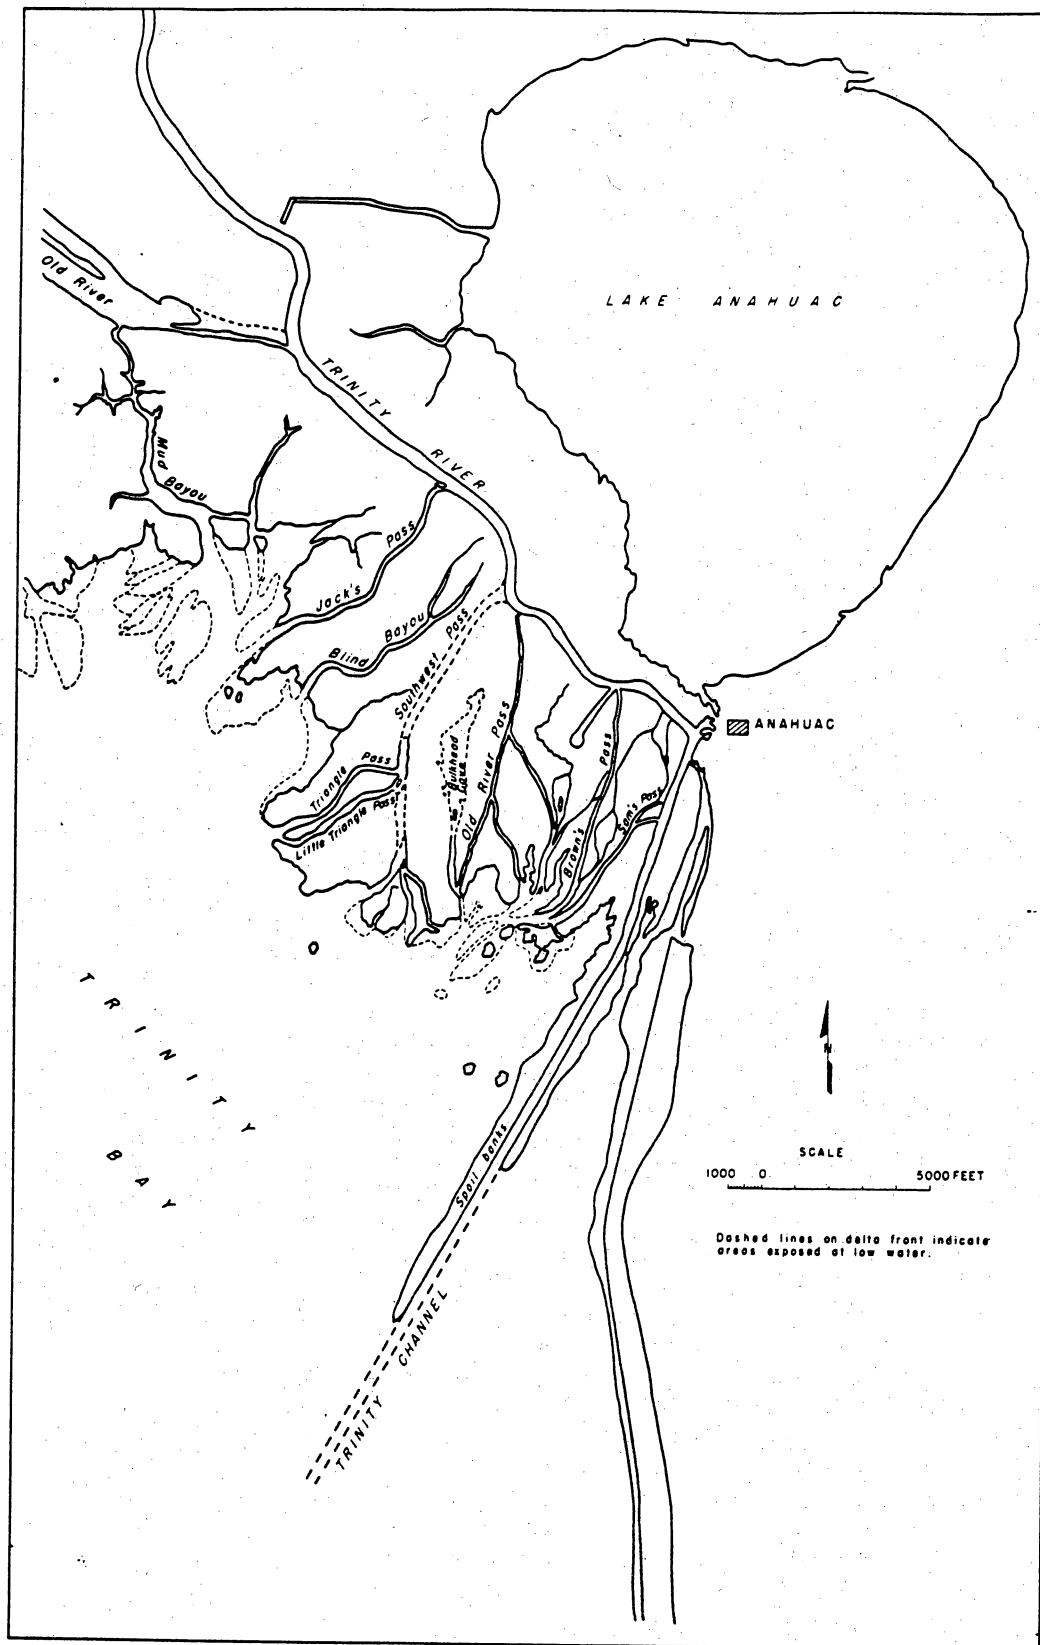 LAKE ANAHUAC
Old River
TRINITY RIVER
Mud Bayou
Jack's Pass
Blind Bayou
Southwest Pass
ANAHUAC
Old River Pass
Bulkhead
Lake
Triangle Pass
Little Triangle Pass
Brown's Pass
Sam's Pass
TRINITY BAY
N
SCALE
1000 0 5000 FEET
Spoil banks
Dashed lines on delta front indicate
areas exposed at low water.
TRINITY CHANNEL